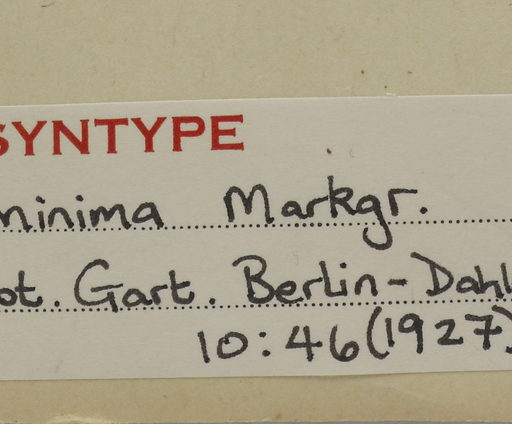 SYNTYPE
minima Markgr.
ot. Gart. Berlin-Dahl
10:46(1927)